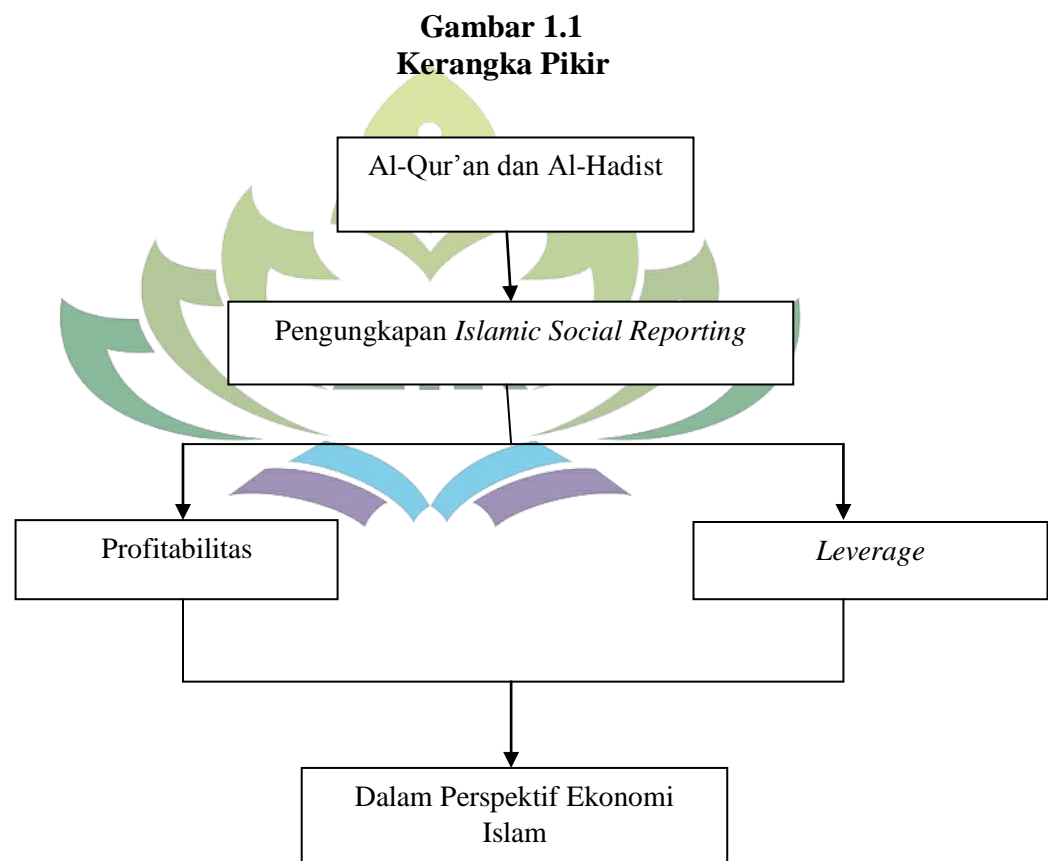 Gambar 1.1
Kerangka Pikir
Al-Qur’an dan Al-Hadist
Pengungkapan Islamic Social Reporting
Profitabilitas
Leverage
Dalam Perspektif Ekonomi
Islam